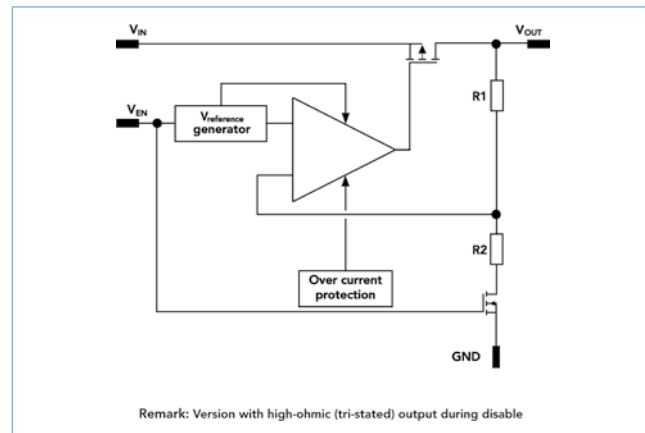 VIN
VOUT
R1
VEN
Vreference
generator
R2
Over current
protection
GND
Remark: Version with high-ohmic (tri-stated) output during disable